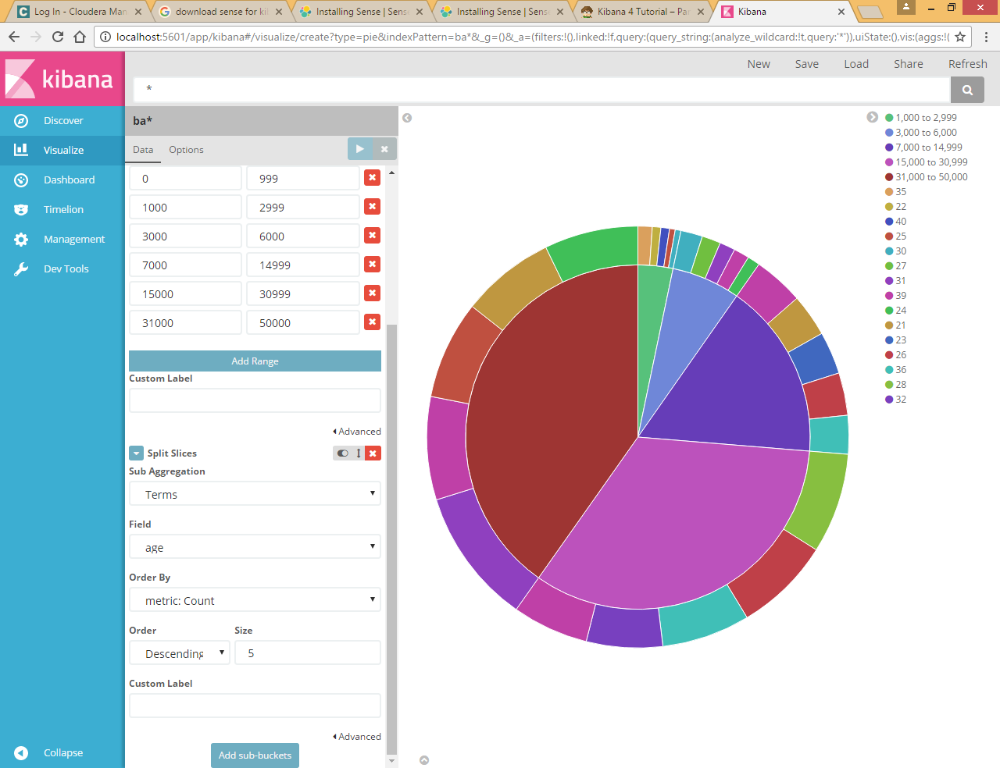 Log In - Cloudera Man
download sense for ki
Installing Sense | Sens
Installing Sense | Sens
Kibana 4 Tutorial – Pa
Kibana
localhost:5601/app/kibana#/visualize/create?type=pie&indexPattern=ba*&_g=()&_a=(filters:!(),linked:!f,query:(query_string:(analyze_wildcard:!t,query:'*')),uiState:(),vis:(aggs:!(
kibana
New Save Load Share Refresh
*
Discover
Visualize
Dashboard
Timelion
Management
Dev Tools
Collapse
ba*
Data Options
0 999
1000 2999
3000 6000
7000 14999
15000 30999
31000 50000
Add Range
Custom Label
Advanced
Split Slices
Sub Aggregation
Terms
Field
age
Order By
metric: Count
Order Size
Descending 5
Custom Label
Advanced
Add sub-buckets
1,000 to 2,999
3,000 to 6,000
7,000 to 14,999
15,000 to 30,999
31,000 to 50,000
35
22
40
25
30
27
31
39
24
21
23
26
36
28
32